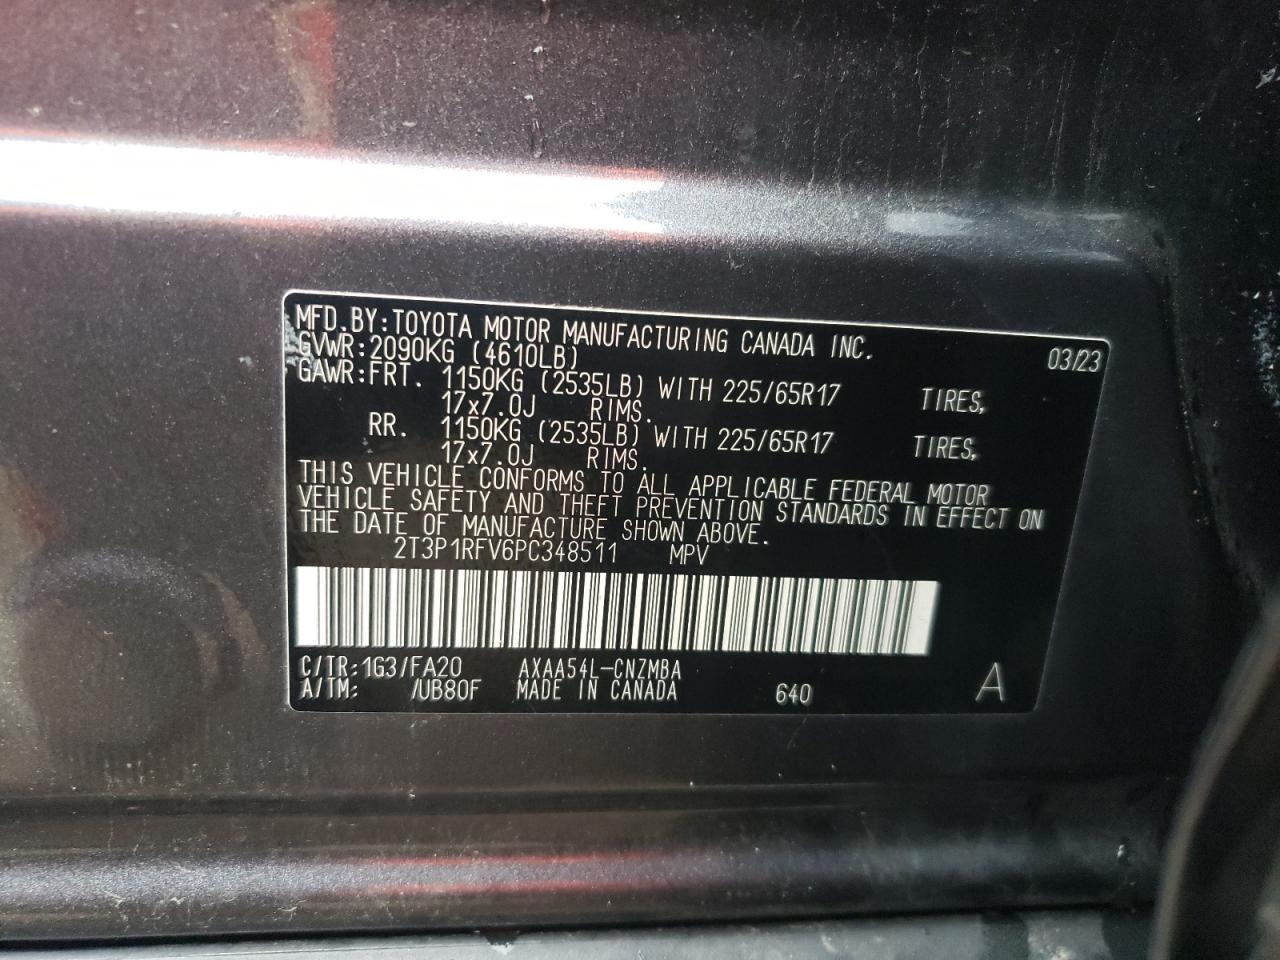 MFD.BY:TOYOTA MOTOR MANUFACTURING CANADA INC.
GVWR:2090KG (4610LB) 03/23
GAWR:FRT. 1150KG (2535LB) WITH 225/65R17 TIRES,
17x7.0J RIMS.
RR. 1150KG (2535LB) WITH 225/65R17 TIRES,
17x7.0J RIMS.
THIS VEHICLE CONFORMS TO ALL APPLICABLE FEDERAL MOTOR
VEHICLE SAFETY AND THEFT PREVENTION STANDARDS IN EFFECT ON
THE DATE OF MANUFACTURE SHOWN ABOVE.
2T3P1RFV6PC348511 MPV
C/TR:1G3/FA20 AXAA54L-CNZMBA
A/TM: /UB80F MADE IN CANADA 640 A